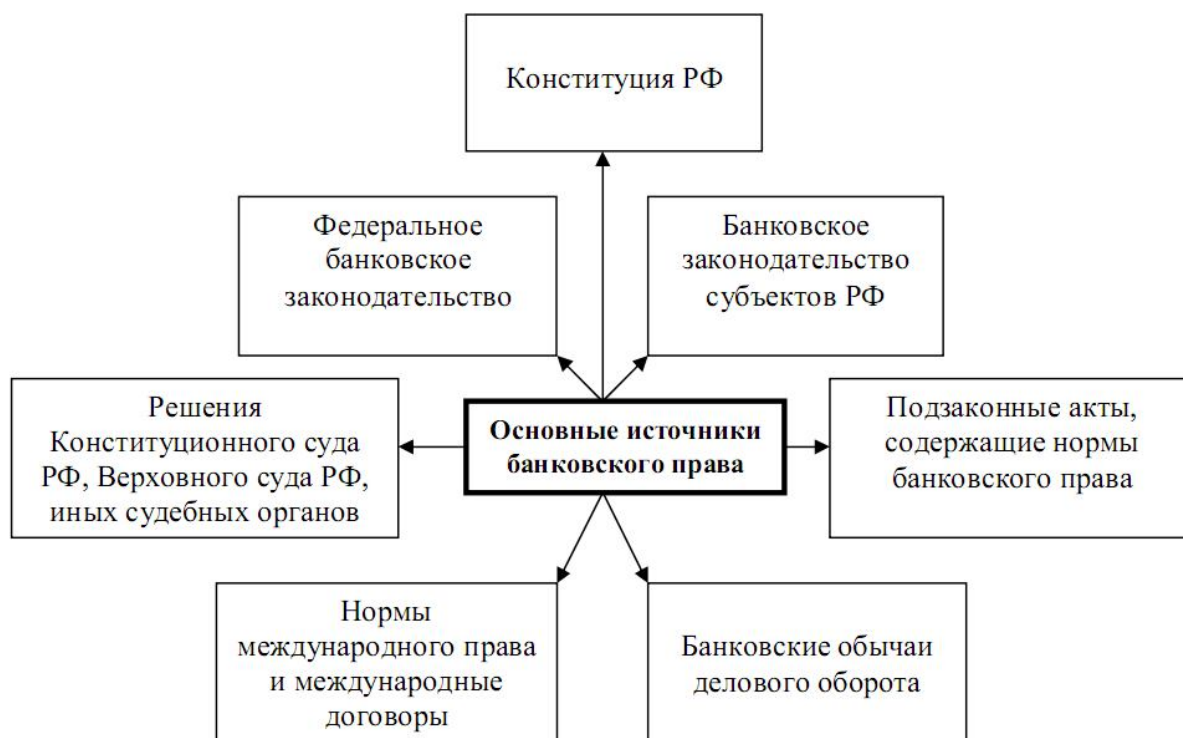 Конституция РФ
Федеральное
банковское
законодательство
Банковское
законодательство
субъектов РФ
Решения
Конституционного суда
РФ, Верховного суда РФ,
иных судебных органов
Основные источники
банковского права
Подзаконные акты,
содержащие нормы
банковского права
Нормы
международного права
и международные
договоры
Банковские обычаи
делового оборота